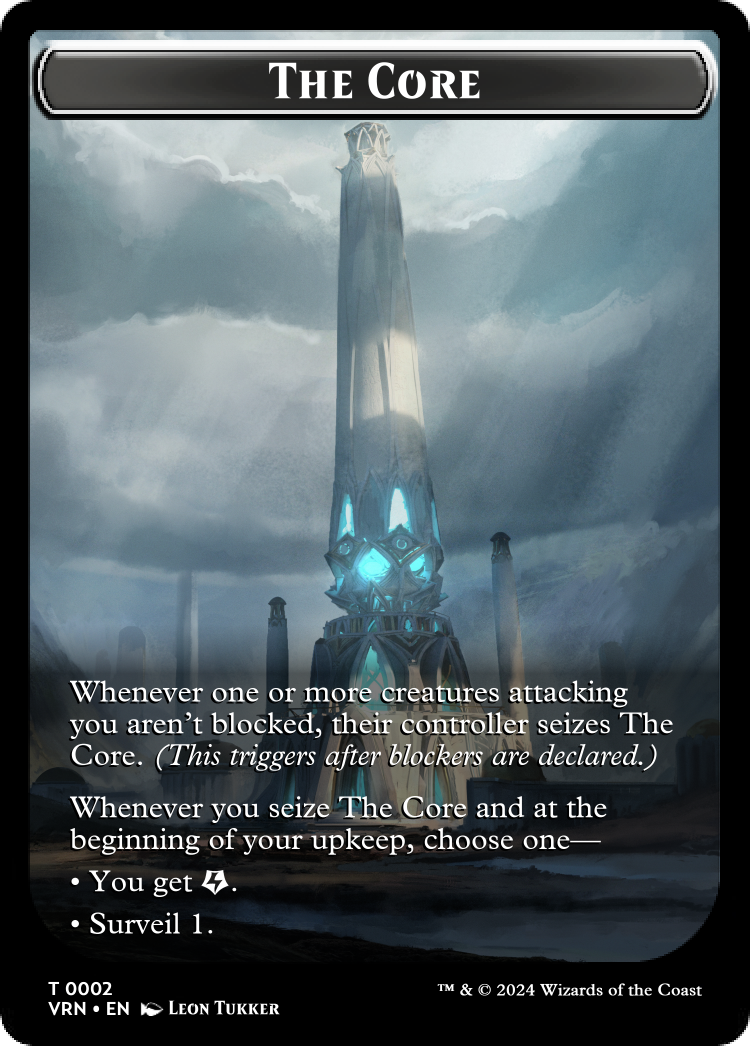 The Core
Whenever one or more creatures attacking
you aren't blocked, their controller seizes The
Core. (This triggers after blockers are declared.)
Whenever you seize The Core and at the
beginning of your upkeep, choose one—
• You get .
• Surveil 1.
T 0002
VRN • EN Leon Tukker
™ & © 2024 Wizards of the Coast